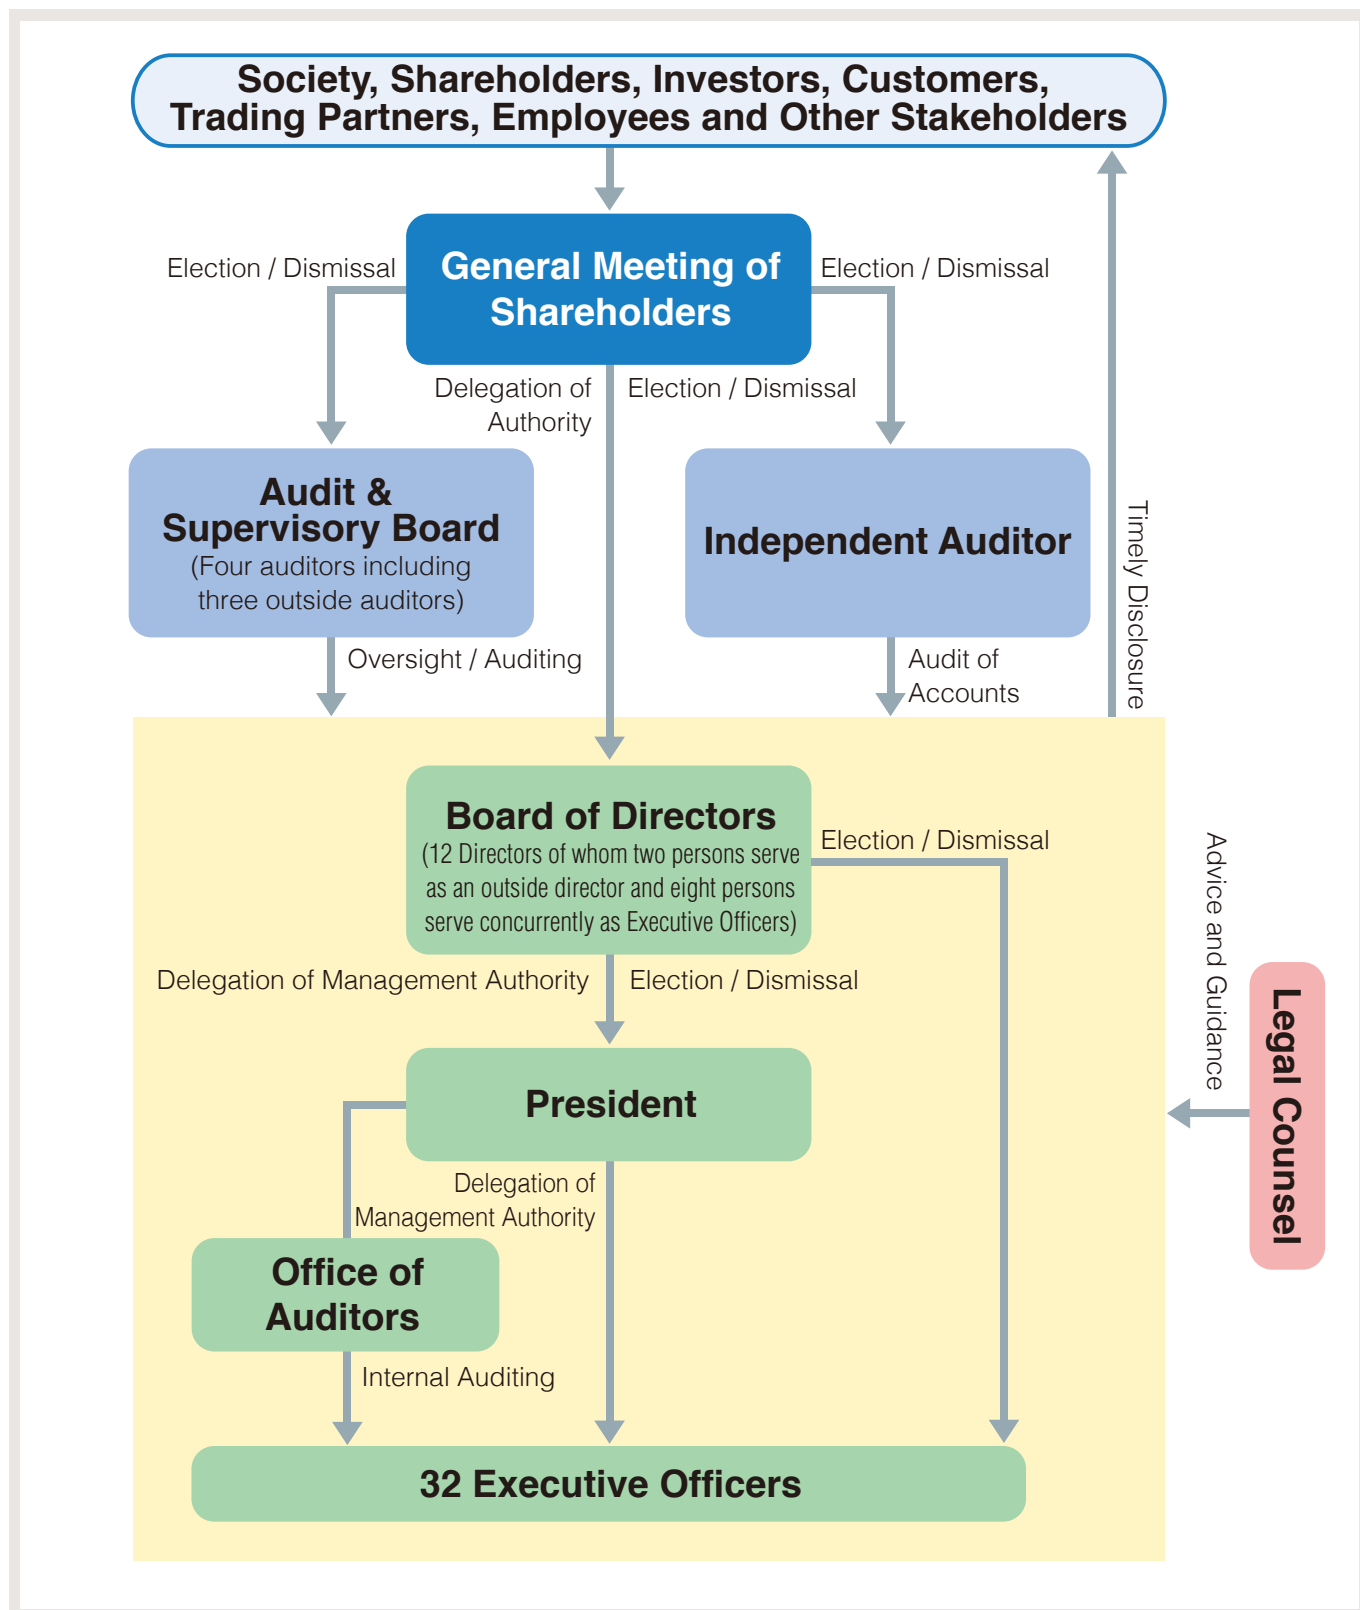 Society, Shareholders, Investors, Customers,
Trading Partners, Employees and Other Stakeholders
Election / Dismissal
General Meeting of
Shareholders
Election / Dismissal
Delegation of
Authority
Election / Dismissal
Audit &
Supervisory Board
(Four auditors including
three outside auditors)
Independent Auditor
Timely Disclosure
Oversight / Auditing
Audit of
Accounts
Board of Directors
(12 Directors of whom two persons serve
as an outside director and eight persons
serve concurrently as Executive Officers)
Election / Dismissal
Advice and Guidance
Legal Counsel
Delegation of Management Authority
Election / Dismissal
President
Delegation of
Management Authority
Office of
Auditors
Internal Auditing
32 Executive Officers